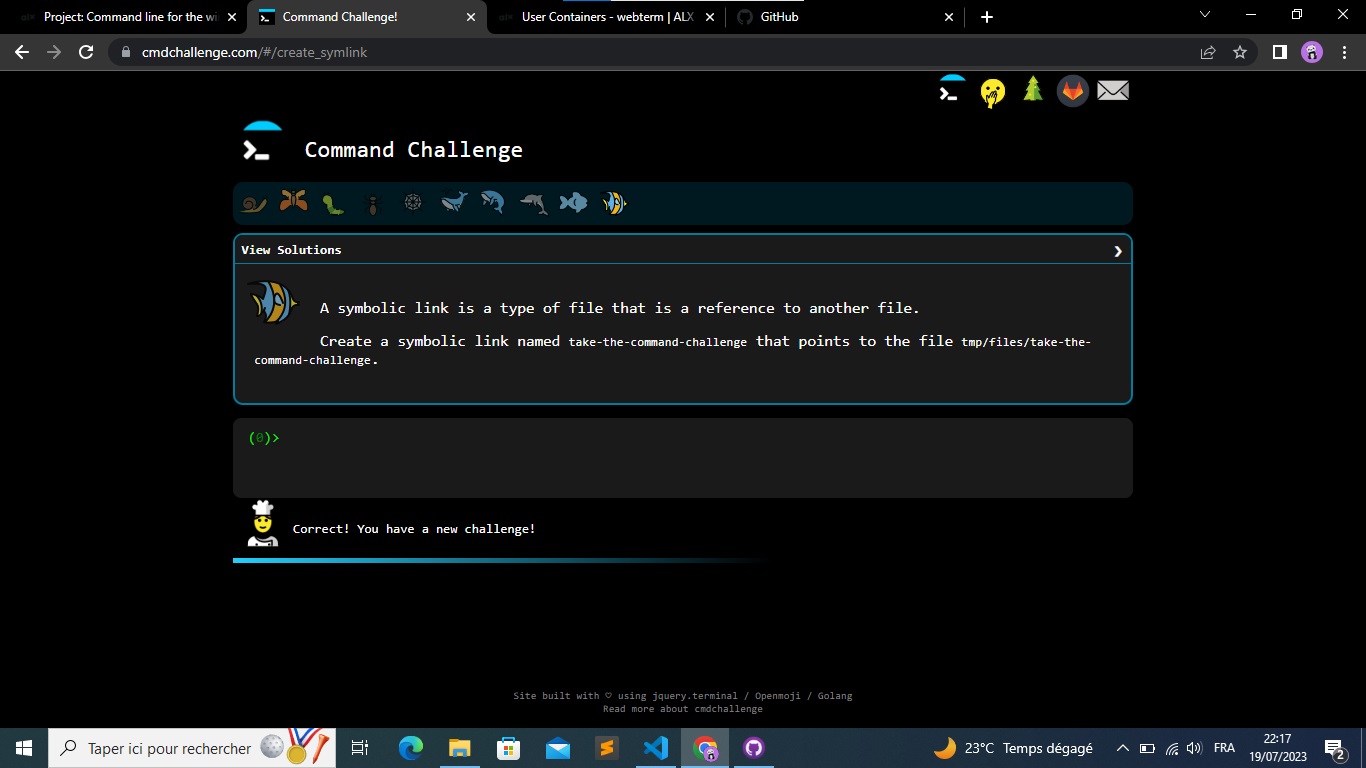 Project: Command line for the wi
Command Challenge!
User Containers - webterm | ALX
GitHub
cmdchallenge.com/#/create_symlink
Command Challenge
View Solutions
A symbolic link is a type of file that is a reference to another file.
Create a symbolic link named take-the-command-challenge that points to the file tmp/files/take-the-
command-challenge.
(0)>
Correct! You have a new challenge!
Site built with ♡ using jquery.terminal / Openmoji / Golang
Read more about cmdchallenge
Taper ici pour rechercher
23°C Temps dégagé
FRA
22:17
19/07/2023
2